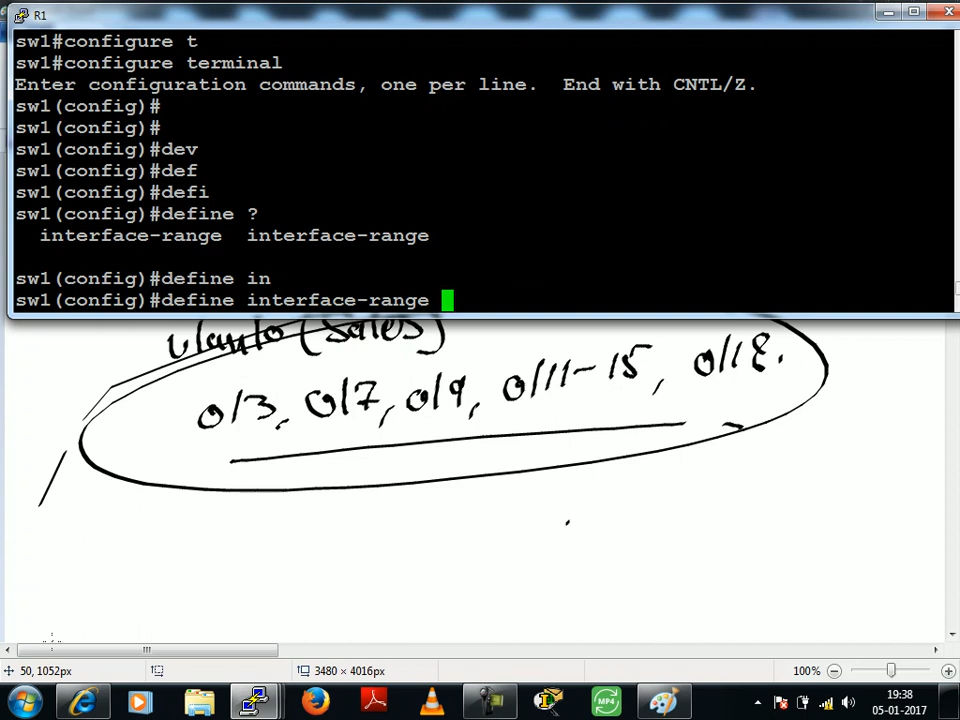 R1
sw1#configure t
sw1#configure terminal
Enter configuration commands, one per line.  End with CNTL/Z.
sw1(config)#
sw1(config)#
sw1(config)#dev
sw1(config)#def
sw1(config)#defi
sw1(config)#define ?
  interface-range  interface-range
sw1(config)#define in
sw1(config)#define interface-range
(Sales)
0/3, 0/7, 0/9, 0/11-15, 0/18.
50, 1052px
3480 × 4016px
100%
MP4
19:38
05-01-2017